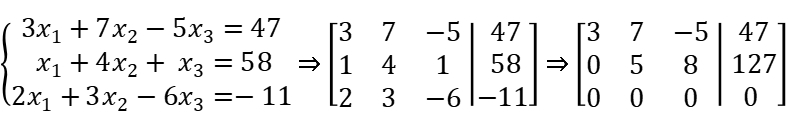 3x₁ + 7x₂ − 5x₃ = 47 ⇒ [3 7 −5 | 47] ⇒ [3 7 −5 | 47]
x₁ + 4x₂ + x₃ = 58 ⇒ [1 4 1 | 58] ⇒ [0 5 8 | 127]
2x₁ + 3x₂ − 6x₃ =− 11 [2 3 −6 | −11] [0 0 0 | 0]